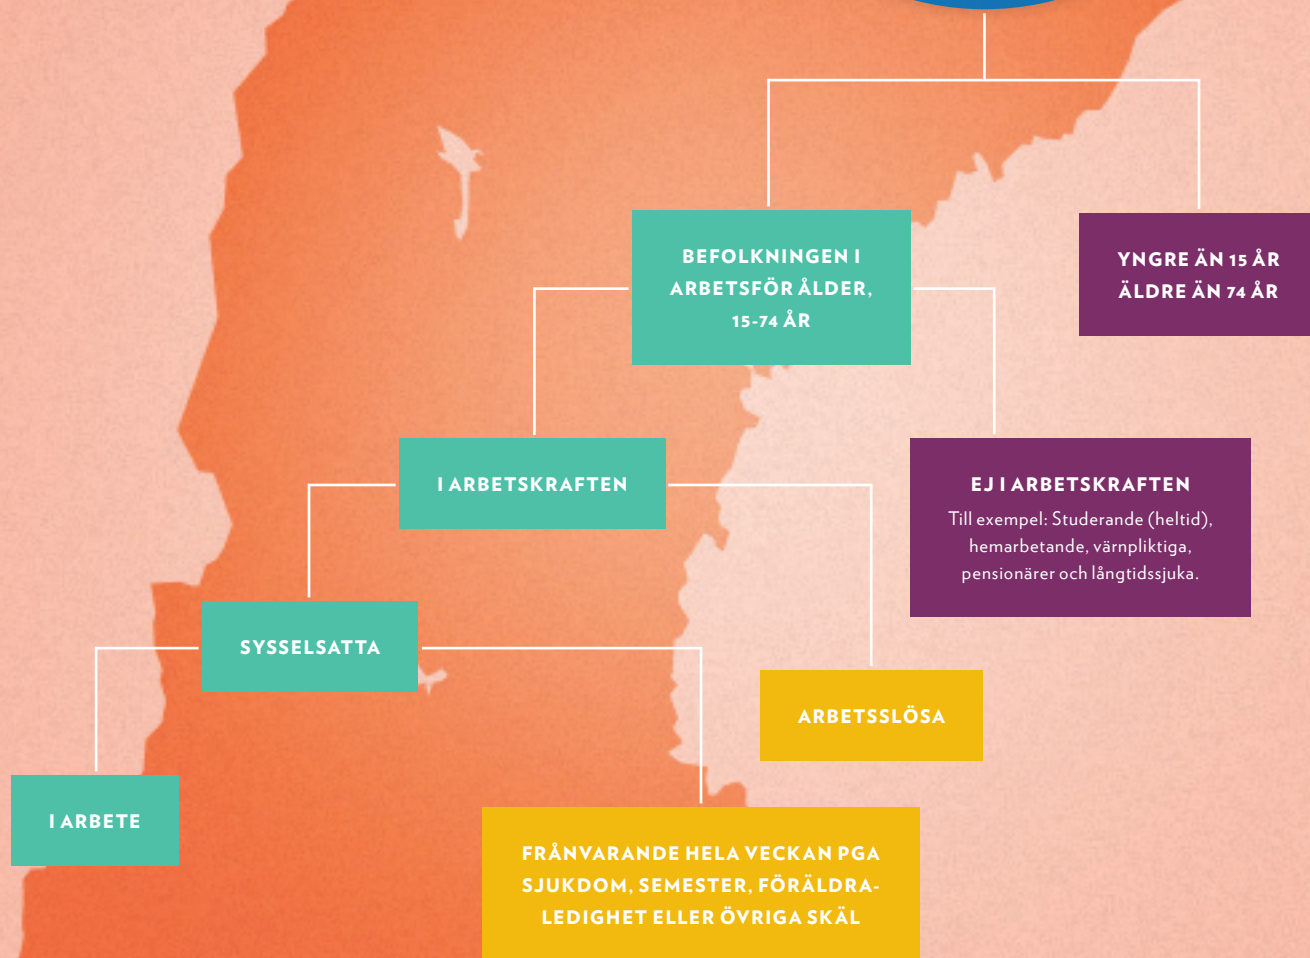 BEFOLKNINGEN I
ARBETSFÖR ÅLDER,
15-74 ÅR
YNGRE ÄN 15 ÅR
ÄLDRE ÄN 74 ÅR
I ARBETSKRAFTEN
EJ I ARBETSKRAFTEN
Till exempel: Studerande (heltid),
hemarbetande, värnpliktiga,
pensionärer och långtidssjuka.
SYSSELSATTA
ARBETSSLÖSA
I ARBETE
FRÅNVARANDE HELA VECKAN PGA
SJUKDOM, SEMESTER, FÖRÄLDRA-
LEDIGHET ELLER ÖVRIGA SKÄL